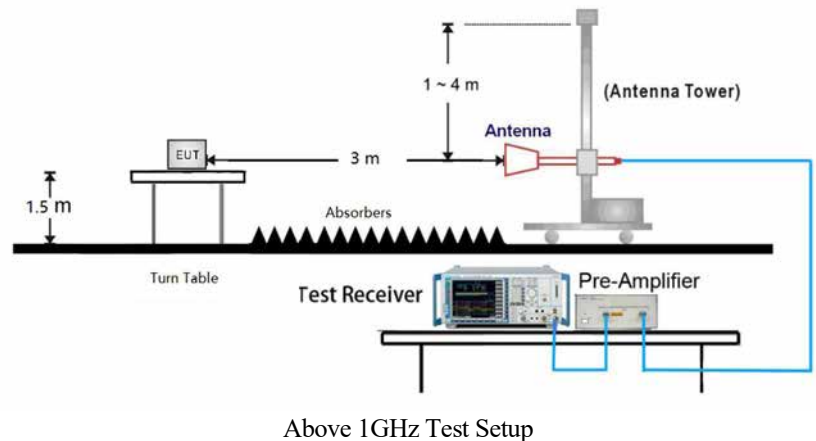 1 ~ 4 m
(Antenna Tower)
Antenna
EUT
3 m
1.5 m
Absorbers
Turn Table
Test Receiver
Pre-Amplifier
Above 1GHz Test Setup